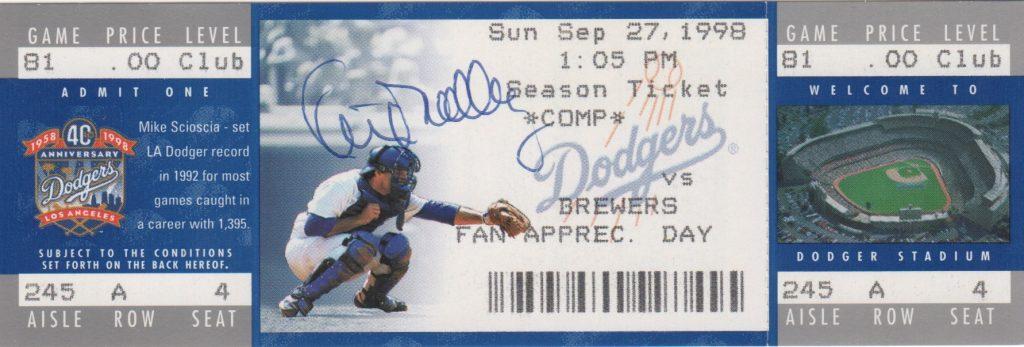 GAME PRICE LEVEL
81 .00 Club
ADMIT ONE
1958 40 1998
ANNIVERSARY
Dodgers
LOS ANGELES
Mike Scioscia - set
LA Dodger record
in 1992 for most
games caught in
a career with 1,395.
SUBJECT TO THE CONDITIONS
SET FORTH ON THE BACK HEREOF.
245 A 4
AISLE ROW SEAT
Sun Sep 27, 1998
1:05 PM
Season Ticket
*COMP*
Dodgers®
vs
BREWERS
FAN APPREC. DAY
GAME PRICE LEVEL
81 .00 Club
WELCOME TO
DODGER STADIUM
245 A 4
AISLE ROW SEAT